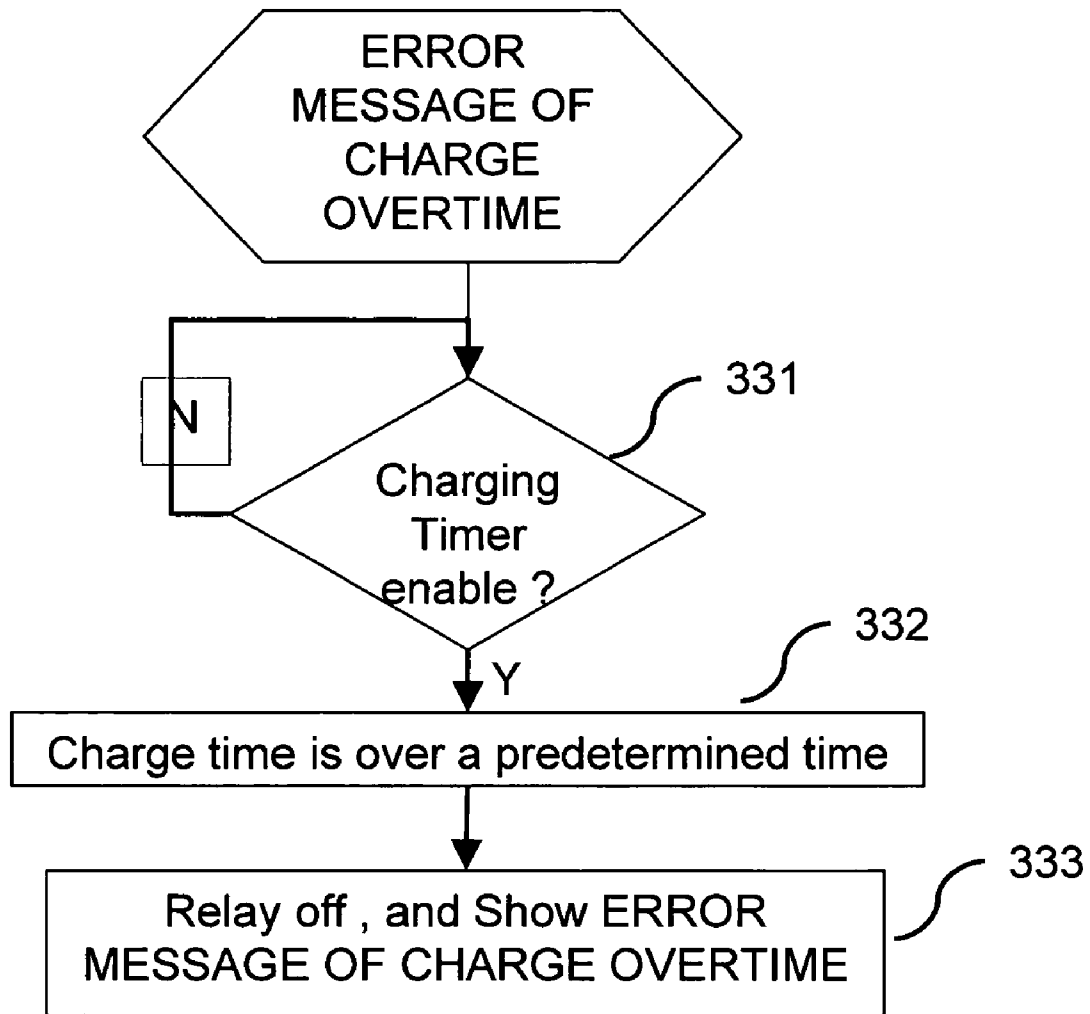 ERROR
MESSAGE OF
CHARGE
OVERTIME
331
N
Charging
Timer
enable ?
332
Y
Charge time is over a predetermined time
333
Relay off , and Show ERROR
MESSAGE OF CHARGE OVERTIME